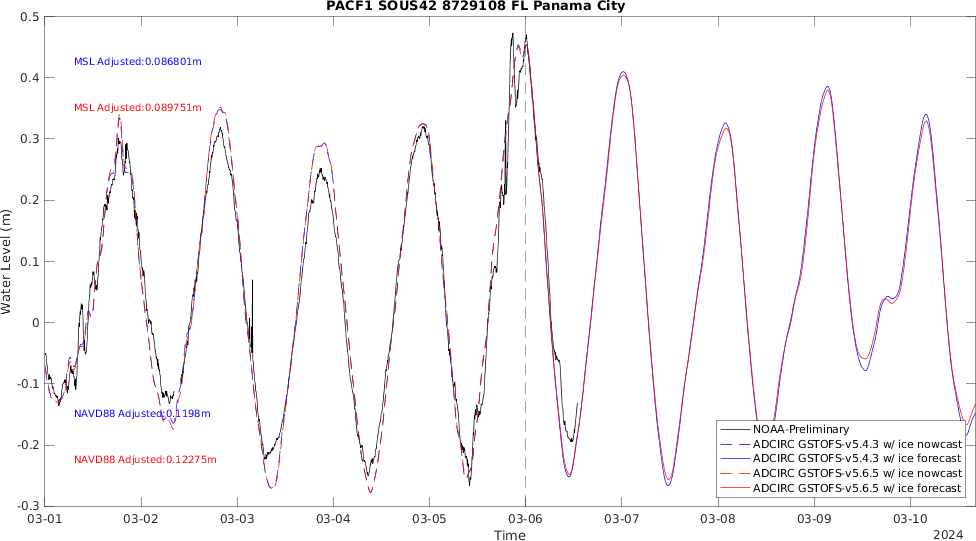 PACF1 SOUS42 8729108 FL Panama City
0.5
MSL Adjusted:0.086801m
0.4
MSL Adjusted:0.089751m
0.3
0.2
0.1
Water Level (m)
0
-0.1
NAVD88 Adjusted:0.1198m
-0.2
NAVD88 Adjusted:0.12275m
-0.3
NOAA-Preliminary
ADCIRC GSTOFS-v5.4.3 w/ ice nowcast
ADCIRC GSTOFS-v5.4.3 w/ ice forecast
ADCIRC GSTOFS-v5.6.5 w/ ice nowcast
ADCIRC GSTOFS-v5.6.5 w/ ice forecast
03-01 03-02 03-03 03-04 03-05 03-06 03-07 03-08 03-09 03-10
Time
2024